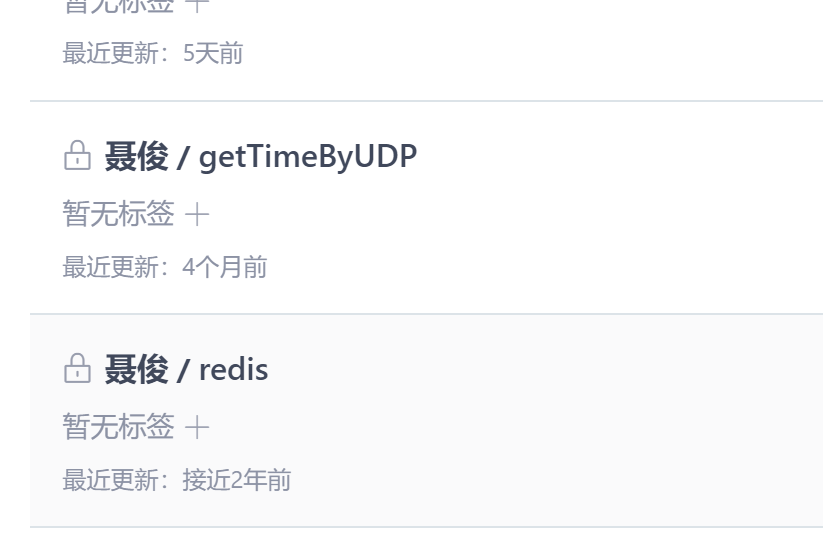 暂无标签
最近更新：5天前
聂俊 / getTimeByUDP
暂无标签
最近更新：4个月前
聂俊 / redis
暂无标签
最近更新：接近2年前